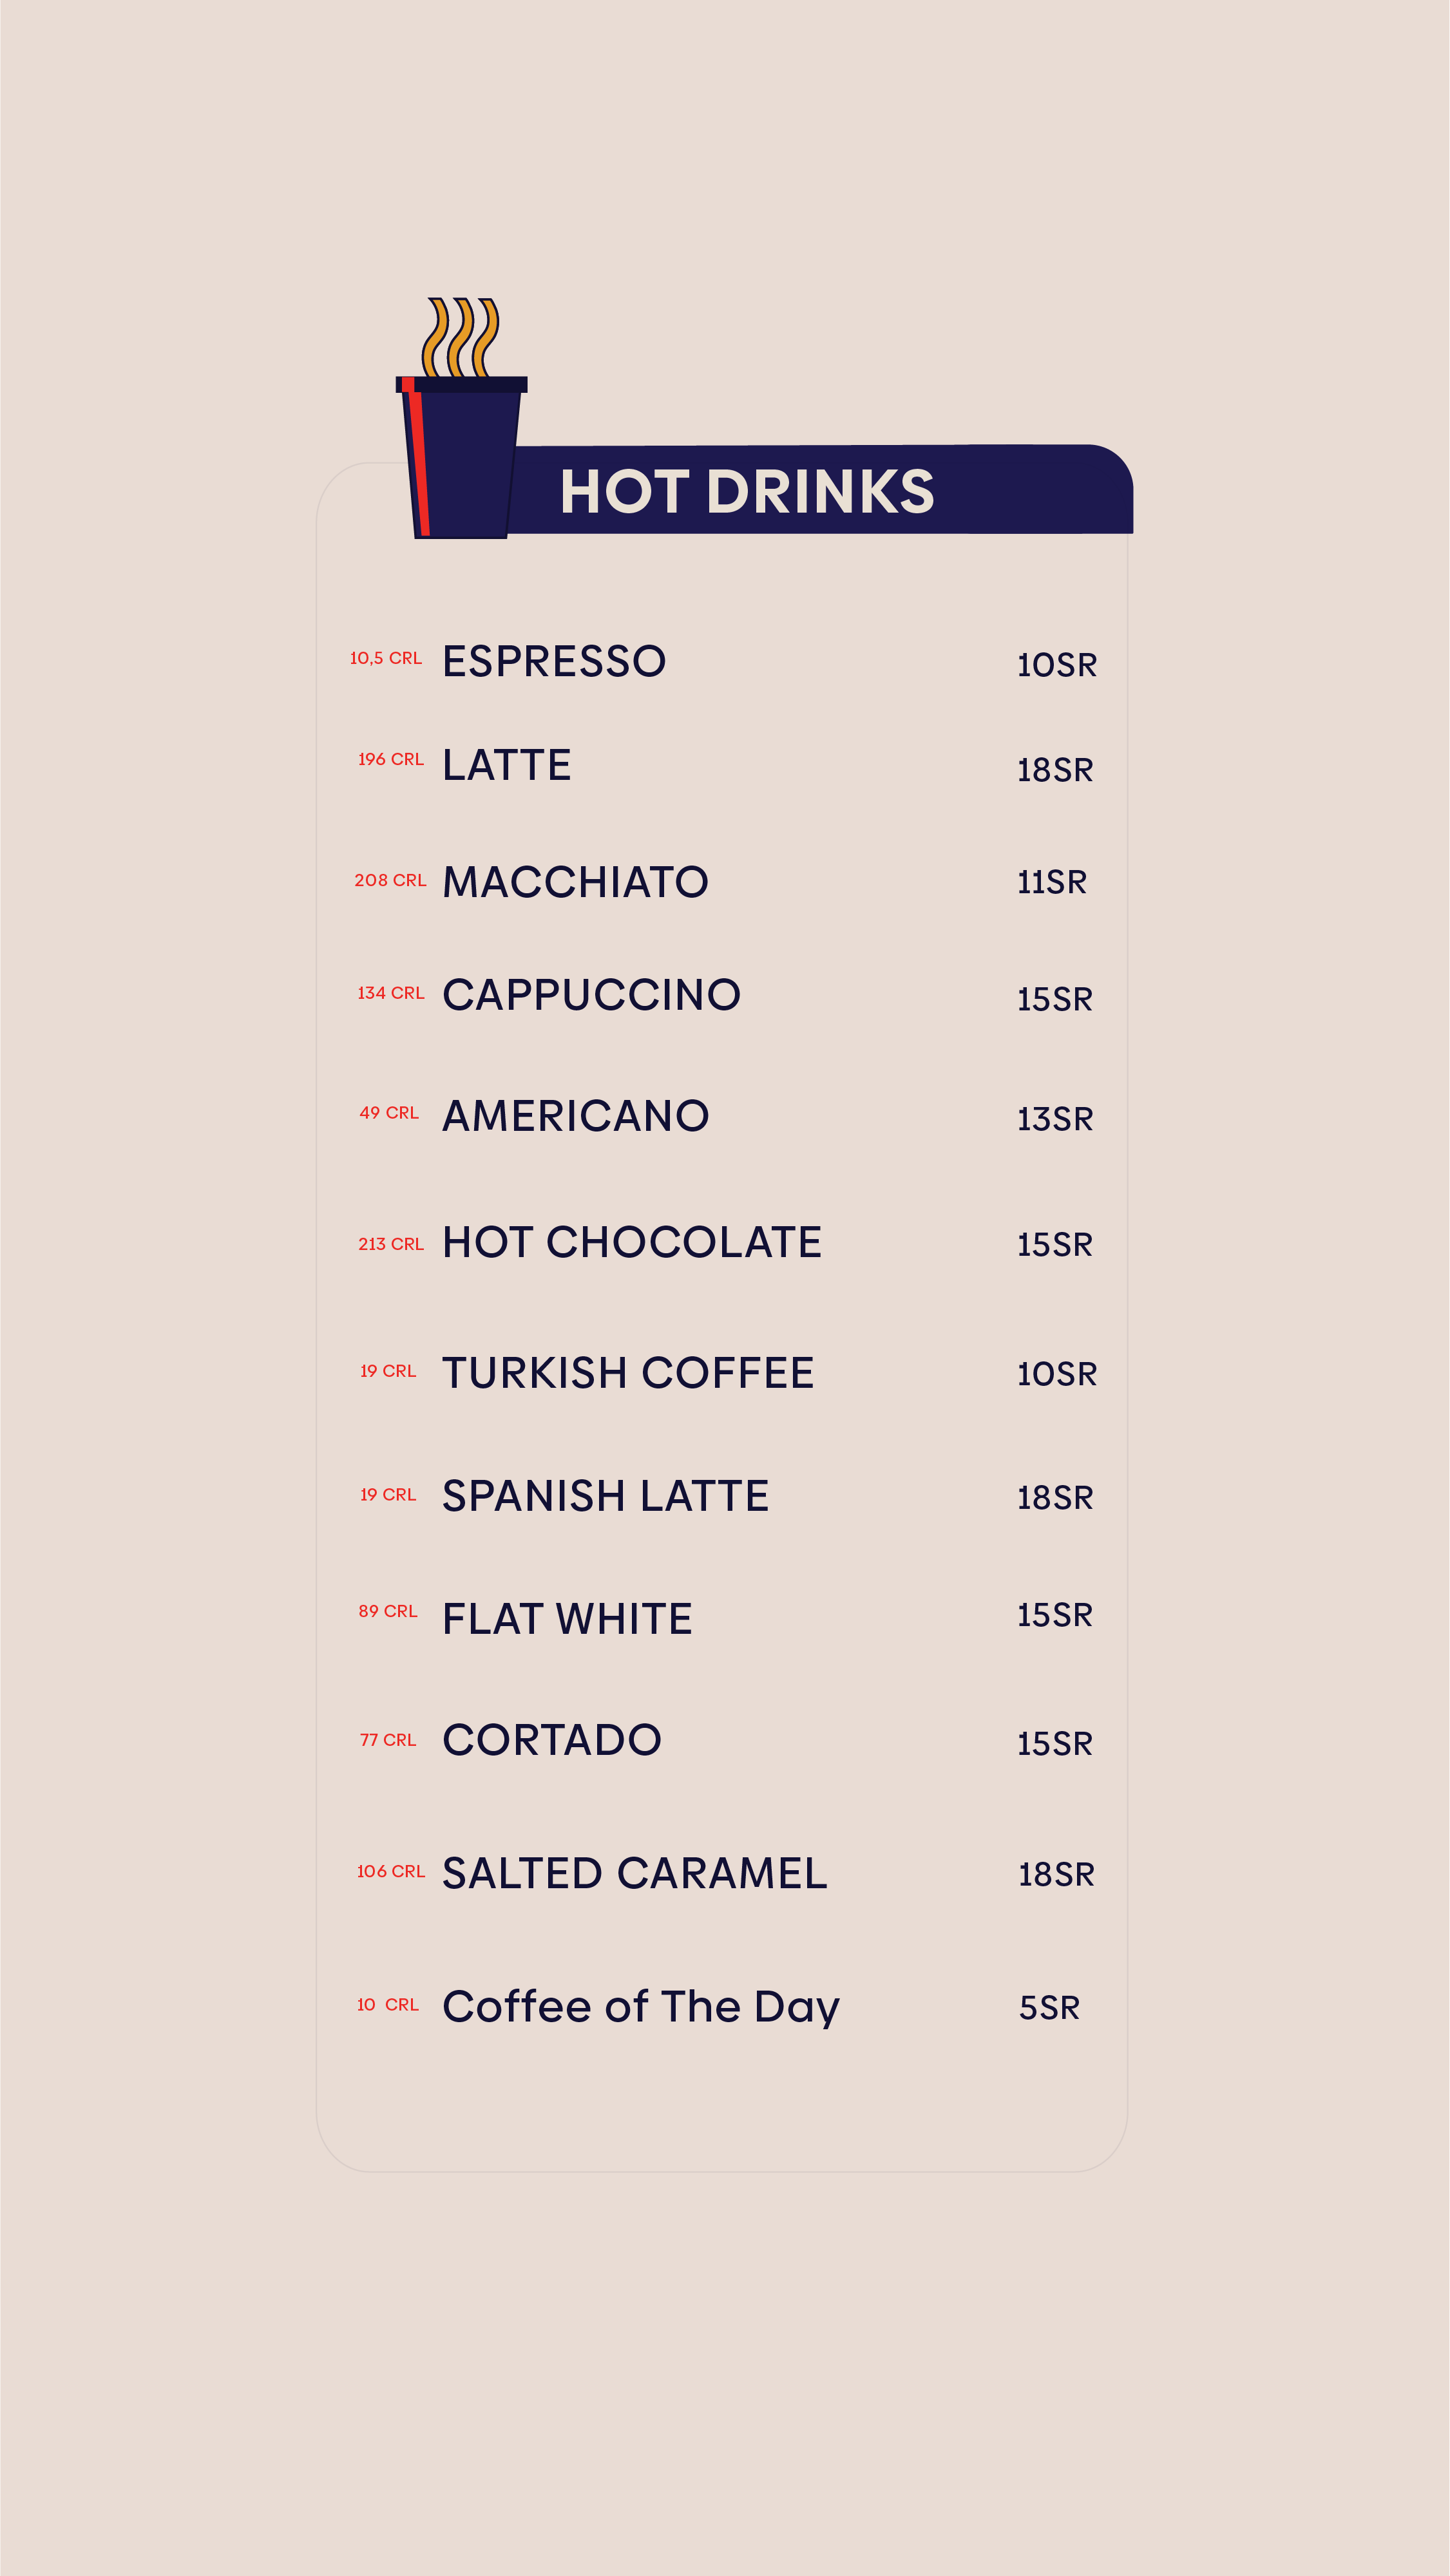 HOT DRINKS
10,5 CRL ESPRESSO 10SR
196 CRL LATTE 18SR
208 CRL MACCHIATO 11SR
134 CRL CAPPUCCINO 15SR
49 CRL AMERICANO 13SR
213 CRL HOT CHOCOLATE 15SR
19 CRL TURKISH COFFEE 10SR
19 CRL SPANISH LATTE 18SR
89 CRL FLAT WHITE 15SR
77 CRL CORTADO 15SR
106 CRL SALTED CARAMEL 18SR
10 CRL Coffee of The Day 5SR